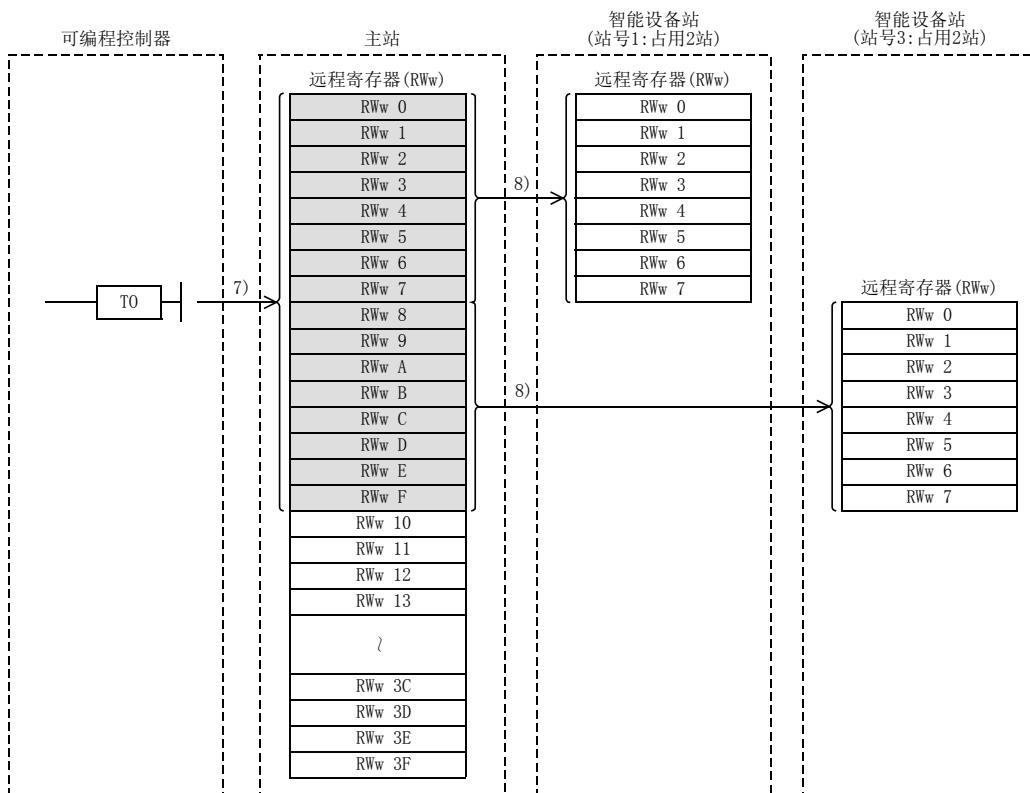 可编程控制器
主站
智能设备站
(站号1:占用2站)
智能设备站
(站号3:占用2站)
远程寄存器(RWw)
RWw 0
RWw 1
RWw 2
RWw 3
RWw 4
RWw 5
RWw 6
RWw 7
RWw 8
RWw 9
RWw A
RWw B
RWw C
RWw D
RWw E
RWw F
RWw 10
RWw 11
RWw 12
RWw 13
~
RWw 3C
RWw 3D
RWw 3E
RWw 3F
TO
7)
8)
8)
远程寄存器(RWw)
RWw 0
RWw 1
RWw 2
RWw 3
RWw 4
RWw 5
RWw 6
RWw 7
远程寄存器(RWw)
RWw 0
RWw 1
RWw 2
RWw 3
RWw 4
RWw 5
RWw 6
RWw 7